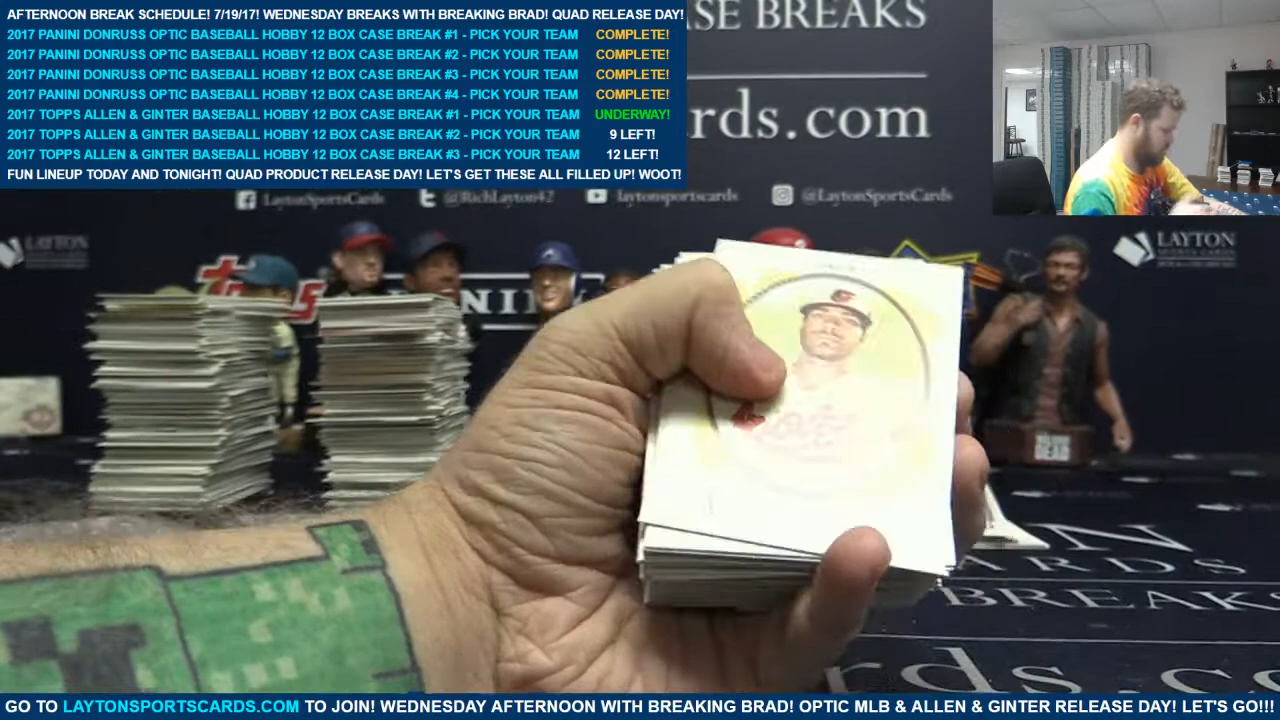 AFTERNOON BREAK SCHEDULE! 7/19/17! WEDNESDAY BREAKS WITH BREAKING BRAD! QUAD RELEASE DAY!
2017 PANINI DONRUSS OPTIC BASEBALL HOBBY 12 BOX CASE BREAK #1 - PICK YOUR TEAM COMPLETE!
2017 PANINI DONRUSS OPTIC BASEBALL HOBBY 12 BOX CASE BREAK #2 - PICK YOUR TEAM COMPLETE!
2017 PANINI DONRUSS OPTIC BASEBALL HOBBY 12 BOX CASE BREAK #3 - PICK YOUR TEAM COMPLETE!
2017 PANINI DONRUSS OPTIC BASEBALL HOBBY 12 BOX CASE BREAK #4 - PICK YOUR TEAM COMPLETE!
2017 TOPPS ALLEN & GINTER BASEBALL HOBBY 12 BOX CASE BREAK #1 - PICK YOUR TEAM UNDERWAY!
2017 TOPPS ALLEN & GINTER BASEBALL HOBBY 12 BOX CASE BREAK #2 - PICK YOUR TEAM 9 LEFT!
2017 TOPPS ALLEN & GINTER BASEBALL HOBBY 12 BOX CASE BREAK #3 - PICK YOUR TEAM 12 LEFT!
FUN LINEUP TODAY AND TONIGHT! QUAD PRODUCT RELEASE DAY! LET'S GET THESE ALL FILLED UP! WOOT!
SE BREAKS
rds.com
LaytonSportsCards @RichLayton42 laytonsportscards @LaytonSportsCards
LAYTON
LAYTON
N
ARDS
BREAKS
rds.c
GO TO LAYTONSPORTSCARDS.COM TO JOIN! WEDNESDAY AFTERNOON WITH BREAKING BRAD! OPTIC MLB & ALLEN & GINTER RELEASE DAY! LET'S GO!!!